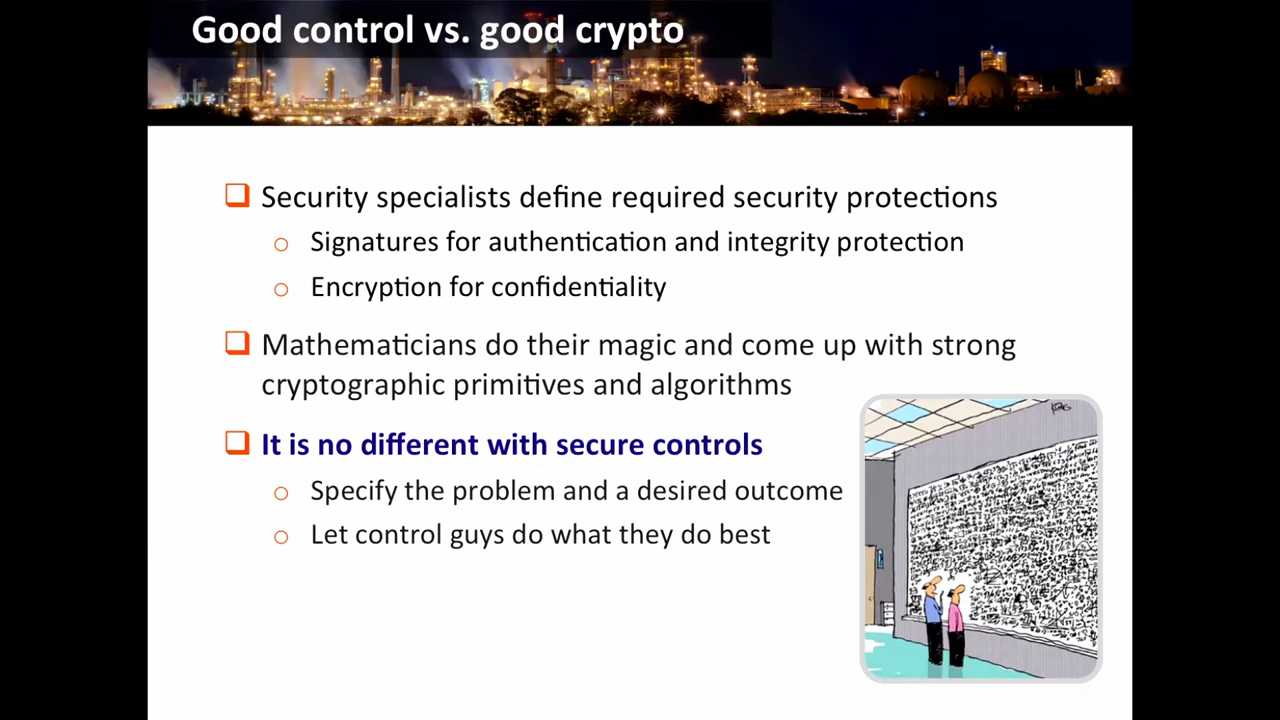 Good control vs. good crypto
Security specialists define required security protections
Signatures for authentication and integrity protection
Encryption for confidentiality
Mathematicians do their magic and come up with strong
cryptographic primitives and algorithms
It is no different with secure controls
Specify the problem and a desired outcome
Let control guys do what they do best